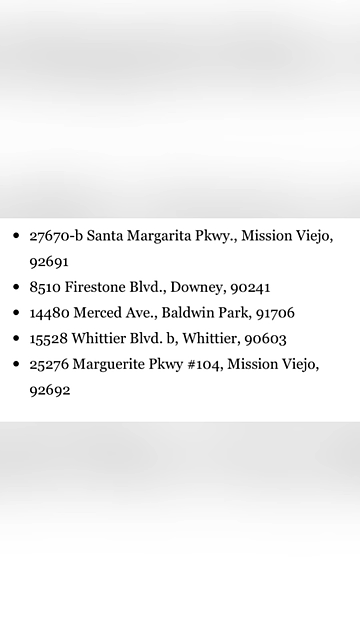 • 27670-b Santa Margarita Pkwy., Mission Viejo,
92691
• 8510 Firestone Blvd., Downey, 90241
• 14480 Merced Ave., Baldwin Park, 91706
• 15528 Whittier Blvd. b, Whittier, 90603
• 25276 Marguerite Pkwy #104, Mission Viejo,
92692